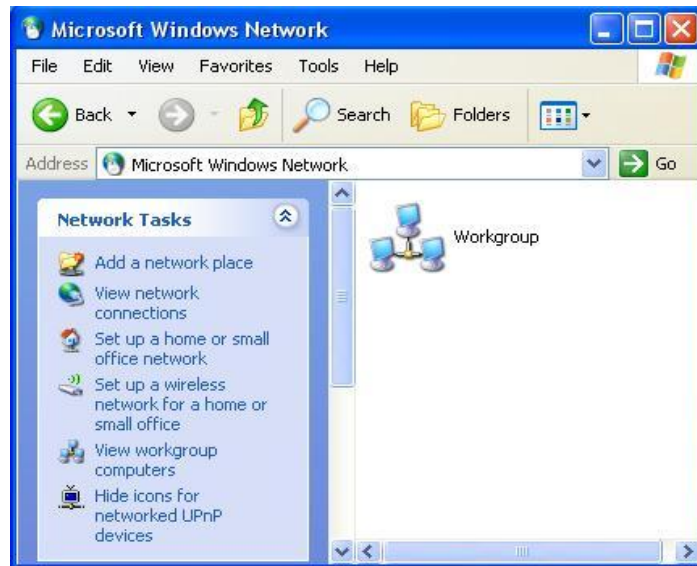 Microsoft Windows Network
File Edit View Favorites Tools Help
Back Search Folders
Address Microsoft Windows Network Go
Network Tasks
Add a network place
View network
connections
Set up a home or small
office network
Set up a wireless
network for a home or
small office
View workgroup
computers
Hide icons for
networked UPnP
devices
Workgroup